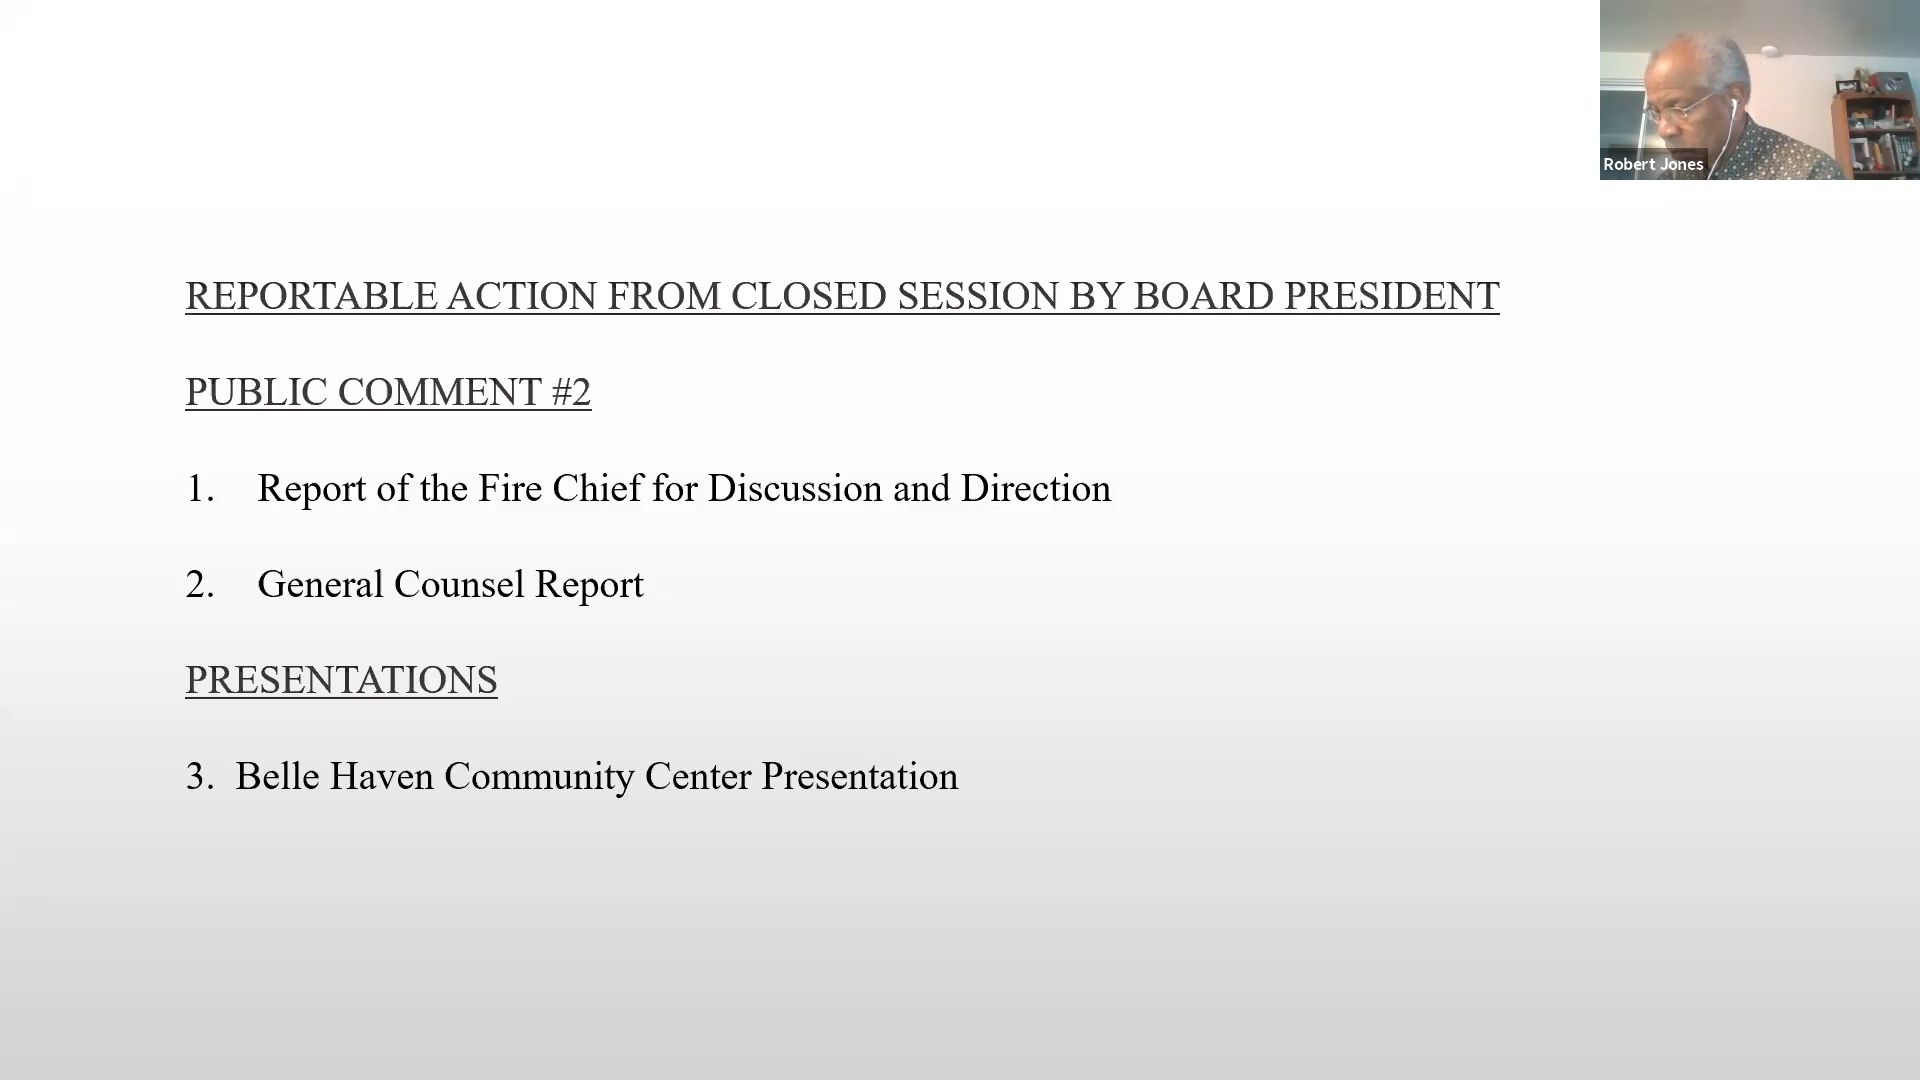 Robert Jones
REPORTABLE ACTION FROM CLOSED SESSION BY BOARD PRESIDENT
PUBLIC COMMENT #2
1. Report of the Fire Chief for Discussion and Direction
2. General Counsel Report
PRESENTATIONS
3. Belle Haven Community Center Presentation